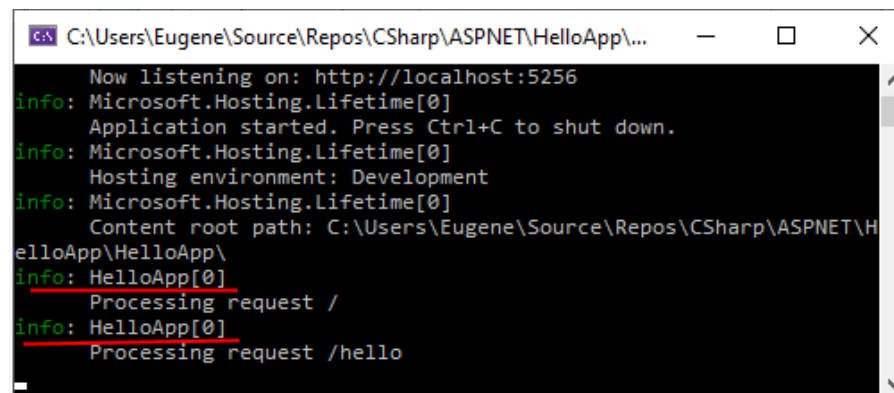 C:\Users\Eugene\Source\Repos\CSharp\ASPNET\HelloApp\...
Now listening on: http://localhost:5256
info: Microsoft.Hosting.Lifetime[0]
Application started. Press Ctrl+C to shut down.
info: Microsoft.Hosting.Lifetime[0]
Hosting environment: Development
info: Microsoft.Hosting.Lifetime[0]
Content root path: C:\Users\Eugene\Source\Repos\CSharp\ASPNET\H
elloApp\HelloApp\
info: HelloApp[0]
Processing request /
info: HelloApp[0]
Processing request /hello